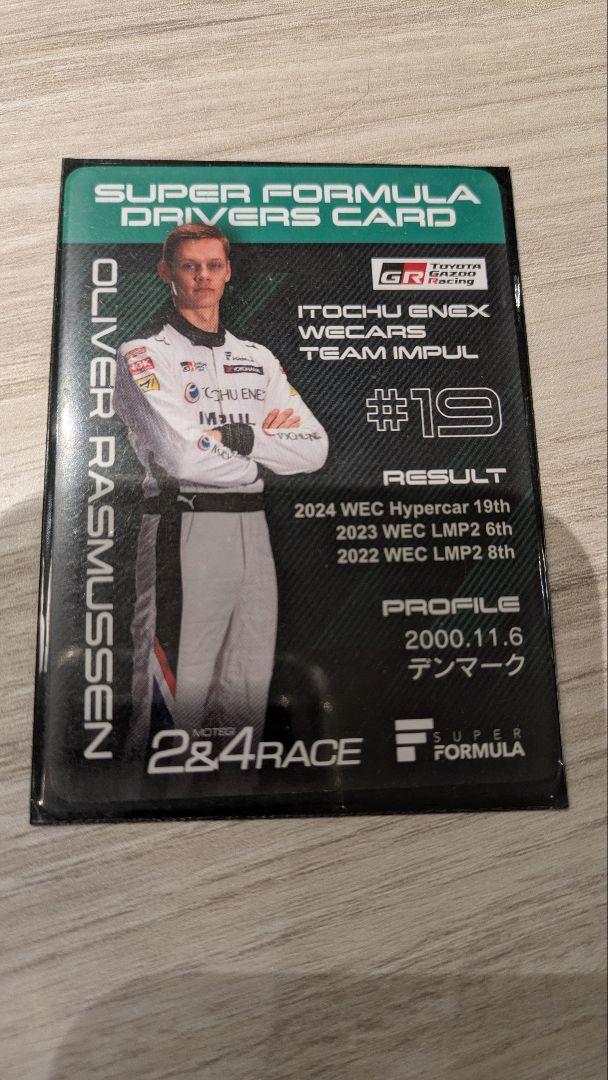 SUPER FORMULA
DRIVERS CARD
OLIVER RASMUSSEN
GR TOYOTA
GAZOO
Racing
ITOCHU ENEX
WECARS
TEAM IMPUL
#19
RESULT
2024 WEC Hypercar 19th
2023 WEC LMP2 6th
2022 WEC LMP2 8th
PROFILE
2000.11.6
デンマーク
MOTEGI
2&4RACE
SUPER
FORMULA